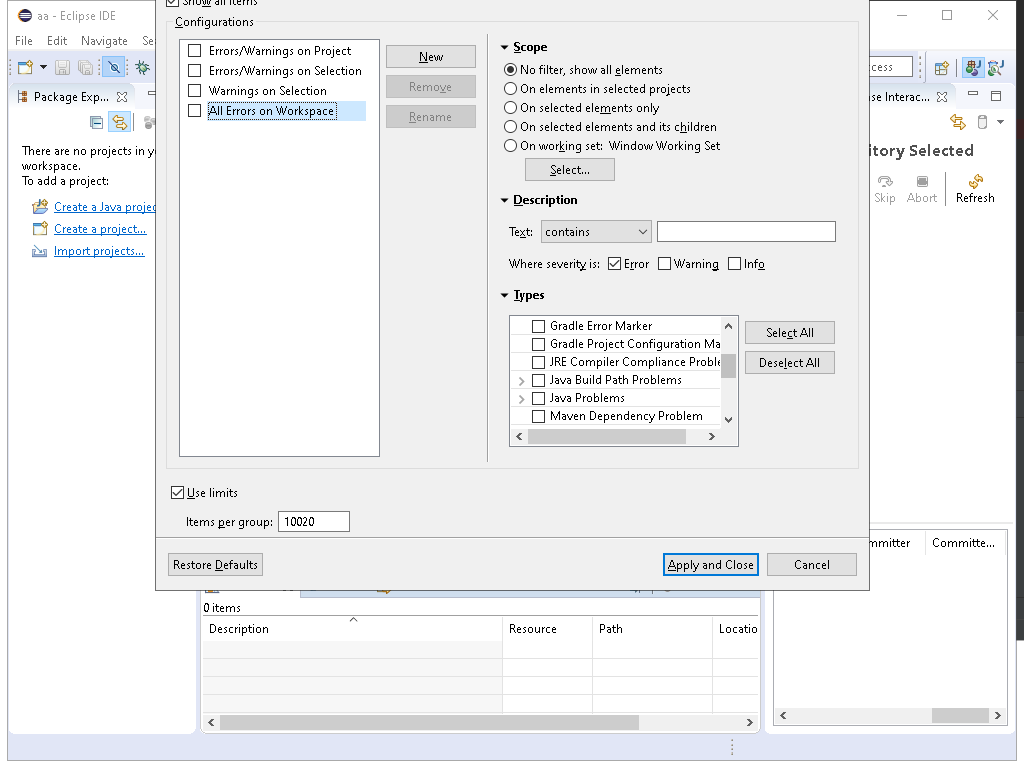 aa - Eclipse IDE
File Edit Navigate Se
Show all items
Configurations
Errors/Warnings on Project
Errors/Warnings on Selection
Warnings on Selection
All Errors on Workspace
New
Remove
Rename
Scope
No filter, show all elements
On elements in selected projects
On selected elements only
On selected elements and its children
On working set: Window Working Set
Select...
Description
Text: contains
Where severity is: Error Warning Info
Types
Gradle Error Marker
Gradle Project Configuration Ma
JRE Compiler Compliance Proble
Java Build Path Problems
Java Problems
Maven Dependency Problem
Select All
Deselect All
Use limits
Items per group: 10020
Restore Defaults
Apply and Close
Cancel
Package Exp...
There are no projects in y
workspace.
To add a project:
Create a Java projec
Create a project...
Import projects...
cess
se Interac...
itory Selected
Skip Abort Refresh
mmitter Committe...
0 items
Description Resource Path Locatio